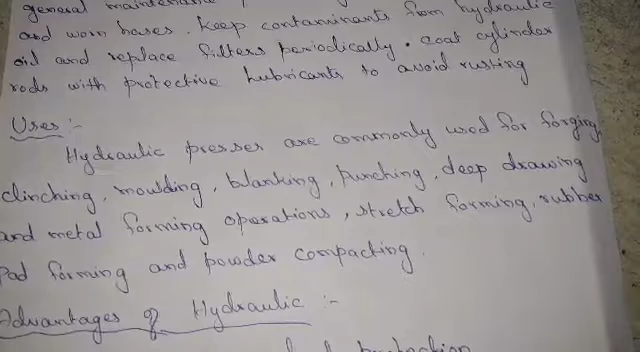 general maintenance
and worn hoses. Keep contaminants from hydraulic
oil and replace filters periodically. Coat cylinder
rods with protective lubricants to avoid rusting
Uses :-
Hydraulic presses are commonly used for forging,
clinching, moulding, blanking, punching, deep drawing
and metal forming operations, stretch forming, rubber
pad forming and powder compacting.
Advantages of Hydraulic :-